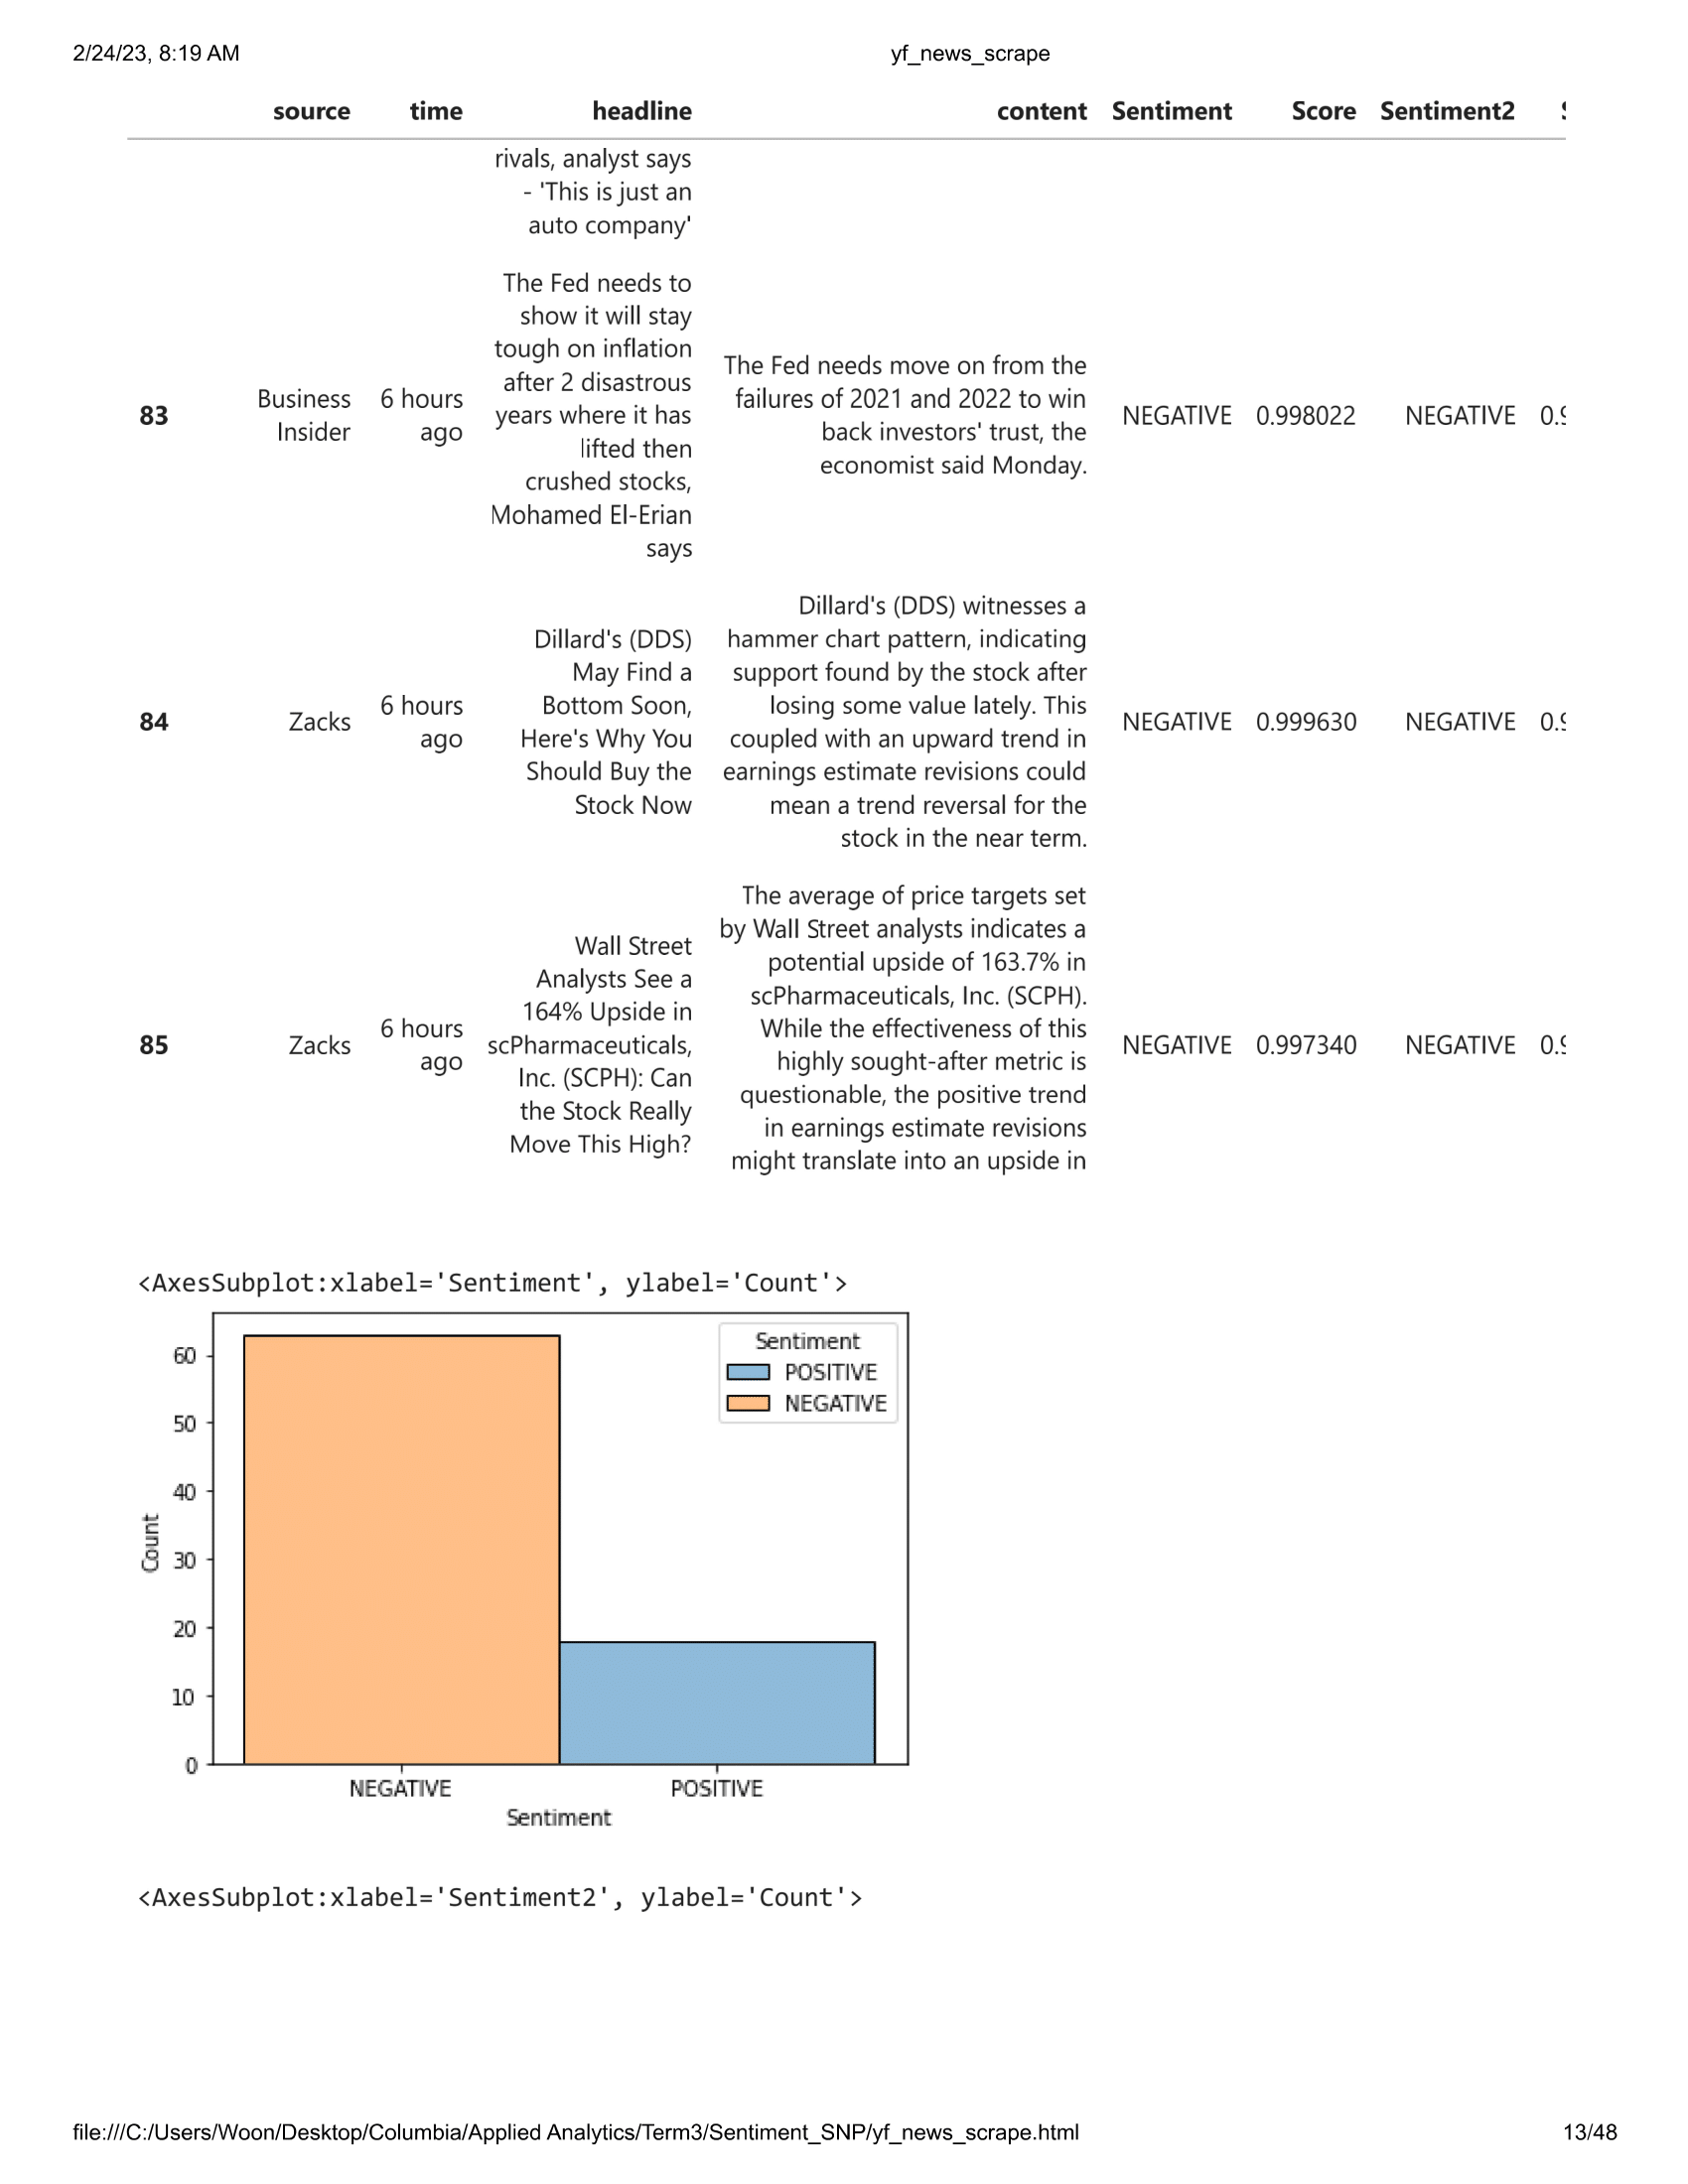 2/24/23, 8:19 AM
yf_news_scrape
source time headline content Sentiment Score Sentiment2
rivals, analyst says
- 'This is just an
auto company'
83
Business
Insider
6 hours
ago
The Fed needs to
show it will stay
tough on inflation
after 2 disastrous
years where it has
lifted then
crushed stocks,
Mohamed El-Erian
says
The Fed needs move on from the
failures of 2021 and 2022 to win
back investors' trust, the
economist said Monday.
NEGATIVE 0.998022 NEGATIVE
84
Zacks
6 hours
ago
Dillard's (DDS)
May Find a
Bottom Soon,
Here's Why You
Should Buy the
Stock Now
Dillard's (DDS) witnesses a
hammer chart pattern, indicating
support found by the stock after
losing some value lately. This
coupled with an upward trend in
earnings estimate revisions could
mean a trend reversal for the
stock in the near term.
NEGATIVE 0.999630 NEGATIVE
85
Zacks
6 hours
ago
Wall Street
Analysts See a
164% Upside in
scPharmaceuticals,
Inc. (SCPH): Can
the Stock Really
Move This High?
The average of price targets set
by Wall Street analysts indicates a
potential upside of 163.7% in
scPharmaceuticals, Inc. (SCPH).
While the effectiveness of this
highly sought-after metric is
questionable, the positive trend
in earnings estimate revisions
might translate into an upside in
NEGATIVE 0.997340 NEGATIVE
<AxesSubplot:xlabel='Sentiment', ylabel='Count'>
Sentiment
POSITIVE
NEGATIVE
60
50
40
30
20
10
0
Count
NEGATIVE POSITIVE
Sentiment
<AxesSubplot:xlabel='Sentiment2', ylabel='Count'>
file:///C:/Users/Woon/Desktop/Columbia/Applied Analytics/Term3/Sentiment_SNP/yf_news_scrape.html
13/48